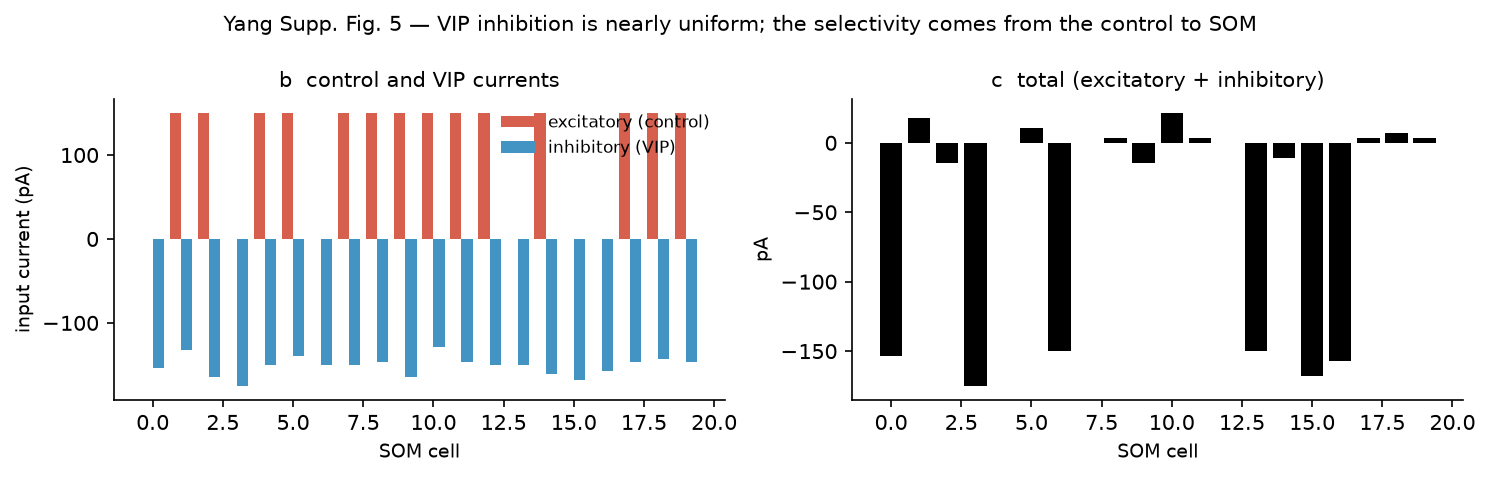 Yang Supp. Fig. 5 — VIP inhibition is nearly uniform; the selectivity comes from the control to SOM
b  control and VIP currents
excitatory (control)
inhibitory (VIP)
input current (pA)
100
0
−100
0.0 2.5 5.0 7.5 10.0 12.5 15.0 17.5 20.0
SOM cell
c  total (excitatory + inhibitory)
pA
0
−50
−100
−150
0.0 2.5 5.0 7.5 10.0 12.5 15.0 17.5 20.0
SOM cell